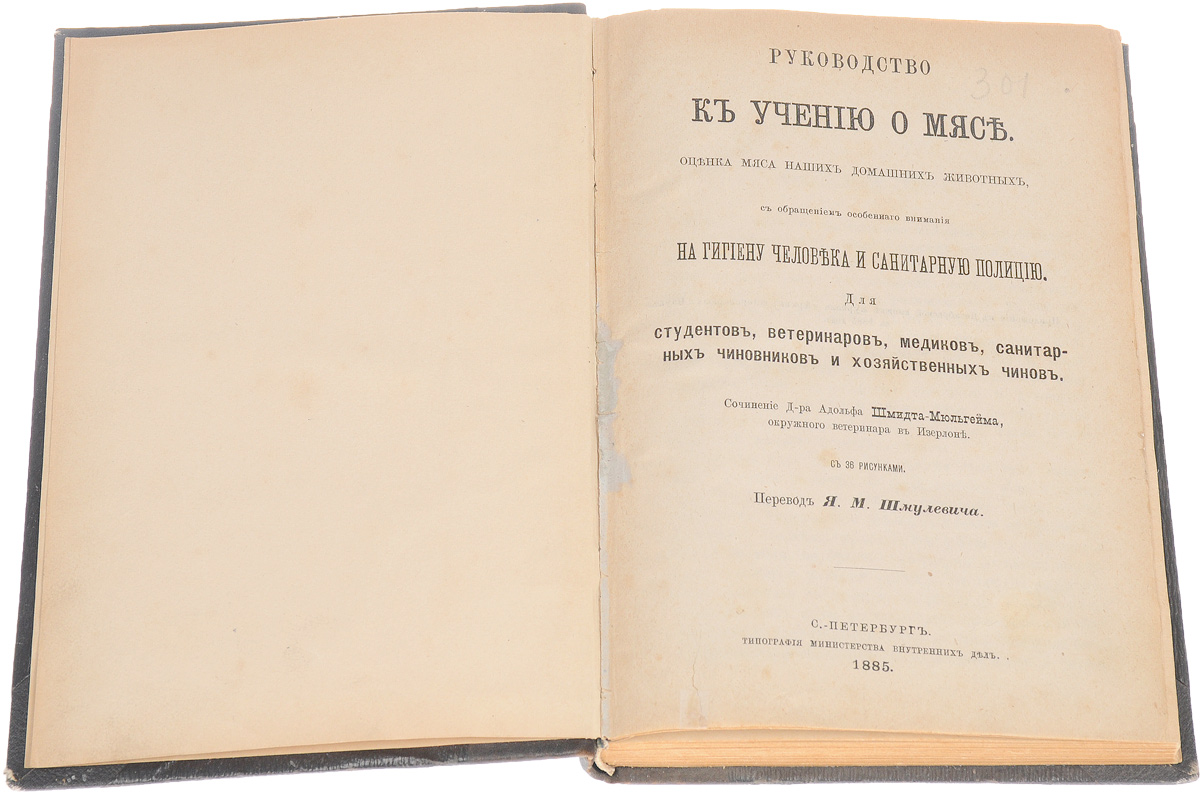 РУКОВОДСТВО
301
КЪ УЧЕНІЮ О МЯСѢ.
ОЦѢНКА МЯСА НАШИХЪ ДОМАШНИХЪ ЖИВОТНЫХЪ,
съ обращеніемъ особеннаго вниманія
НА ГИГІЕНУ ЧЕЛОВѢКА И САНИТАРНУЮ ПОЛИЦІЮ.
Для
студентовъ, ветеринаровъ, медиковъ, санитар-
ныхъ чиновниковъ и хозяйственныхъ чиновъ.
Сочиненіе Д-ра Адольфа Шмидта-Мюльгейма,
окружного ветеринара въ Изерлонѣ.
СЪ 36 РИСУНКАМИ.
Переводъ Я. М. Шмулевича.
С.-ПЕТЕРБУРГЪ.
ТИПОГРАФІЯ МИНИСТЕРСТВА ВНУТРЕННИХЪ ДѢЛЪ.
1885.